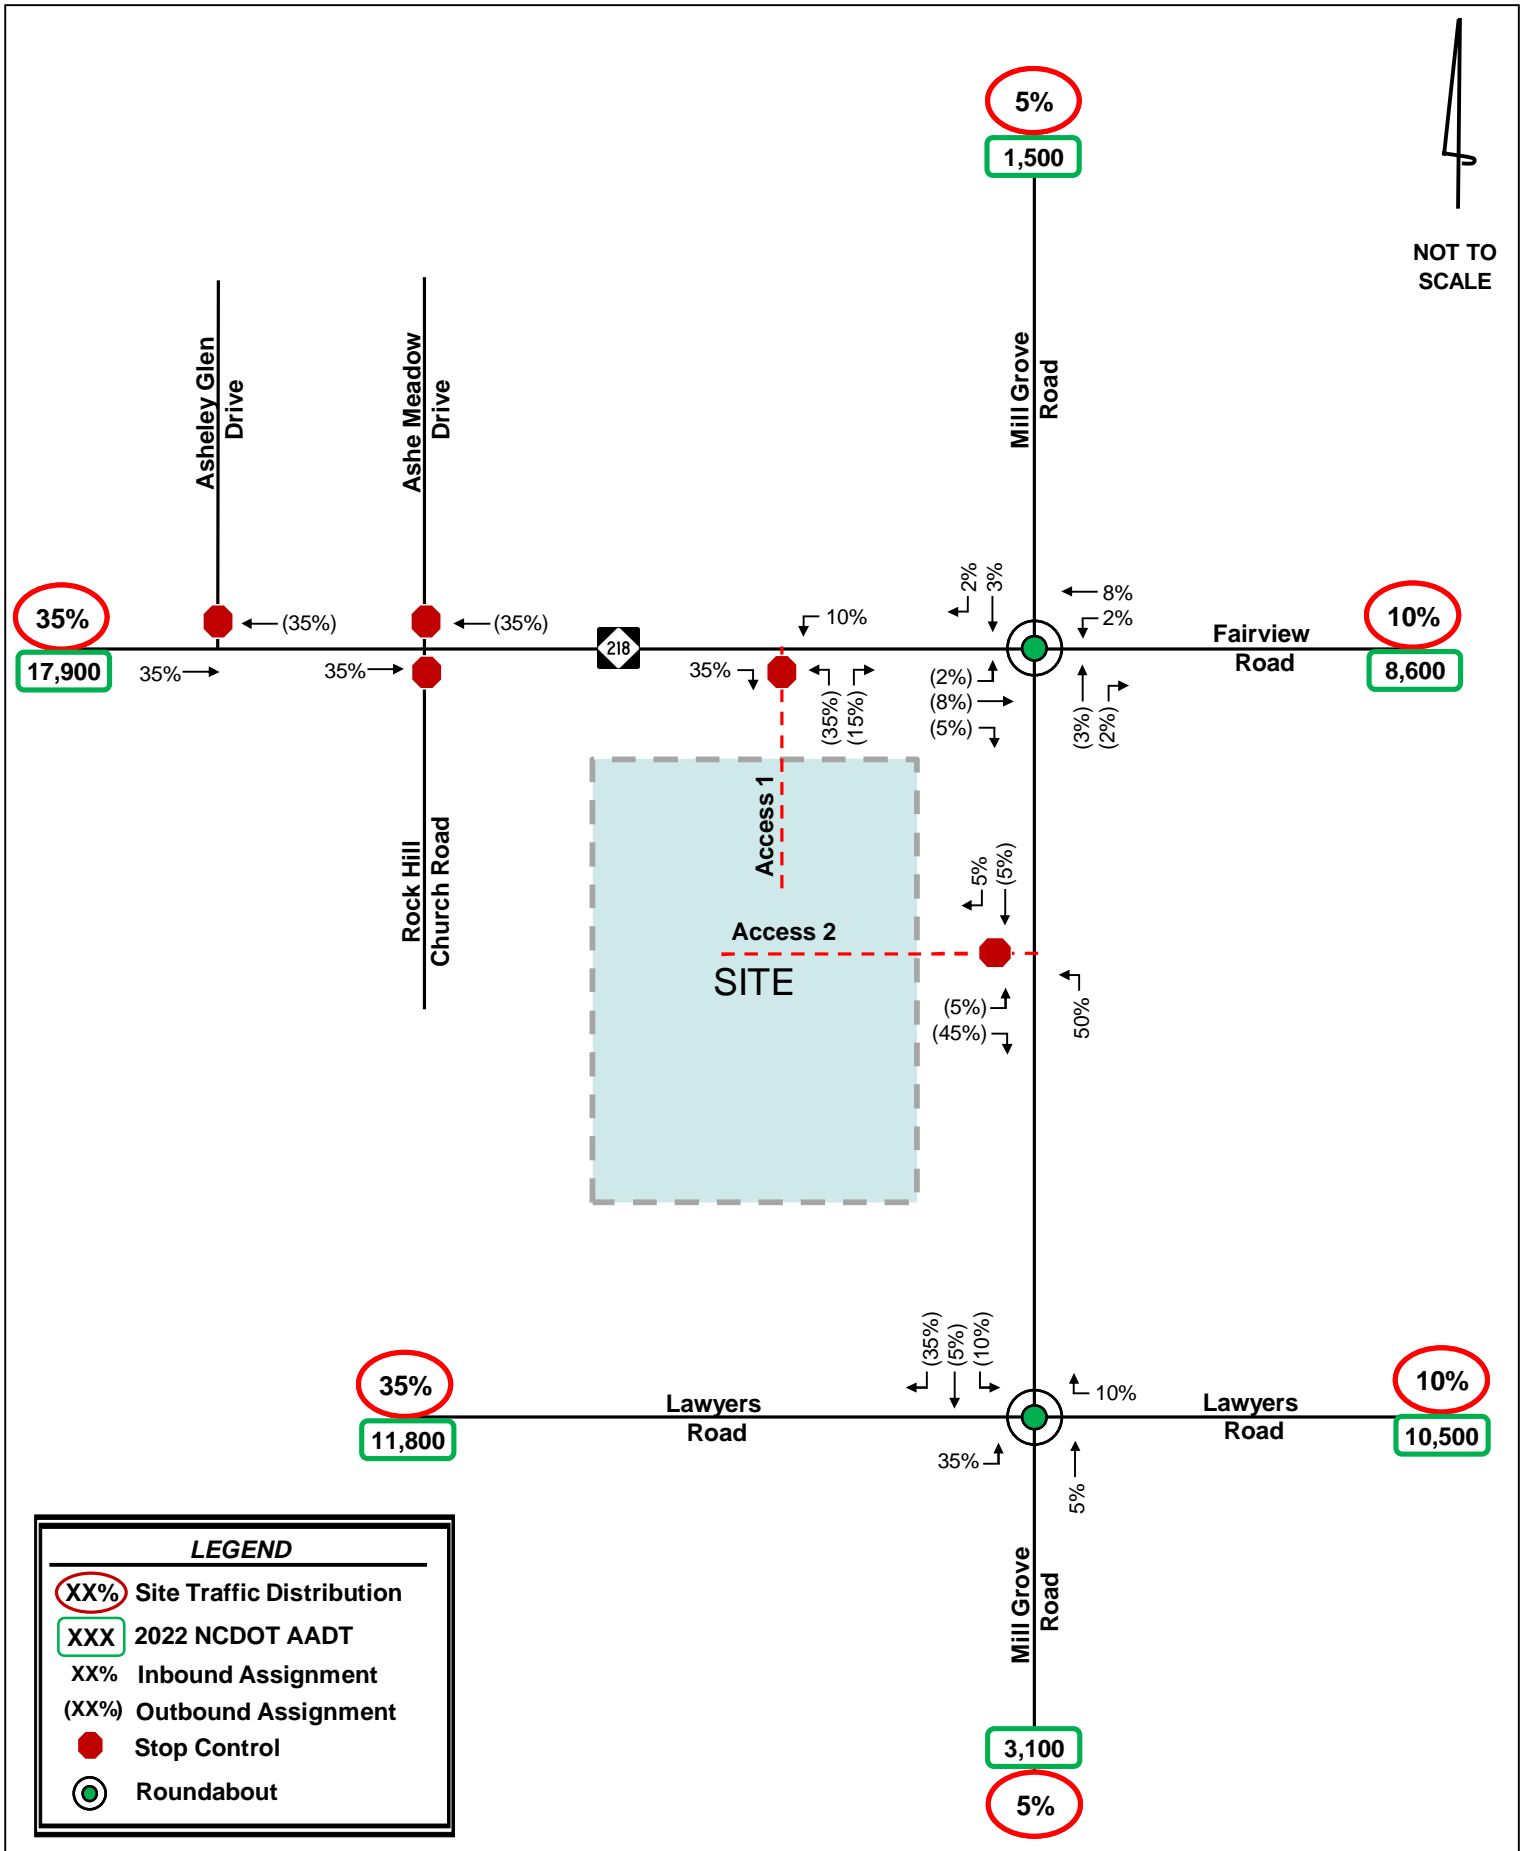 5%
1,500
NOT TO
SCALE
Asheley Glen
Drive
Ashe Meadow
Drive
Mill Grove
Road
2%
3%
8%
2%
35%
17,900
(35%)
(35%)
35%
35%
218
10%
35%
(35%)
(15%)
(2%)
(8%)
(5%)
(3%)
(2%)
Fairview
Road
10%
8,600
Access 1
Rock Hill
Church Road
5%
(5%)
Access 2
SITE
(5%)
(45%)
50%
(35%)
(5%)
(10%)
35%
11,800
Lawyers
Road
10%
Lawyers
Road
10%
10,500
35%
5%
Mill Grove
Road
3,100
5%
LEGEND
XX% Site Traffic Distribution
XXX 2022 NCDOT AADT
XX% Inbound Assignment
(XX%) Outbound Assignment
Stop Control
Roundabout